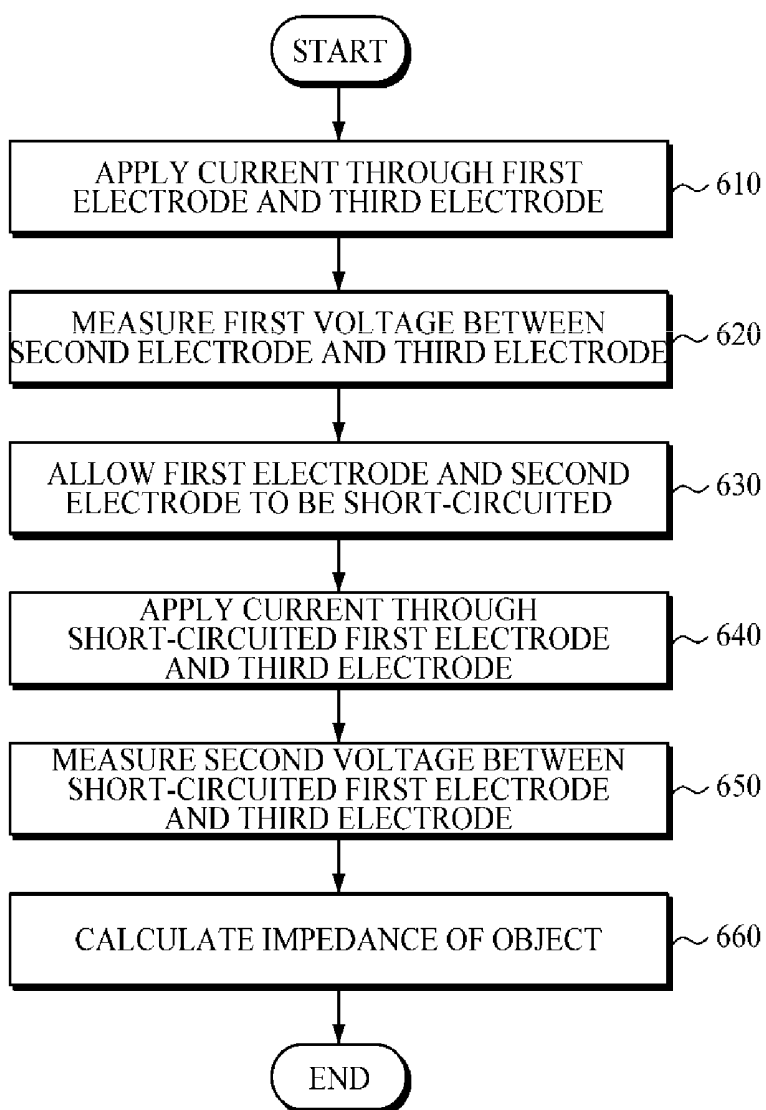 START
APPLY CURRENT THROUGH FIRST
ELECTRODE AND THIRD ELECTRODE
610
MEASURE FIRST VOLTAGE BETWEEN
SECOND ELECTRODE AND THIRD ELECTRODE
620
ALLOW FIRST ELECTRODE AND SECOND
ELECTRODE TO BE SHORT-CIRCUITED
630
APPLY CURRENT THROUGH
SHORT-CIRCUITED FIRST ELECTRODE
AND THIRD ELECTRODE
640
MEASURE SECOND VOLTAGE BETWEEN
SHORT-CIRCUITED FIRST ELECTRODE
AND THIRD ELECTRODE
650
CALCULATE IMPEDANCE OF OBJECT
660
END